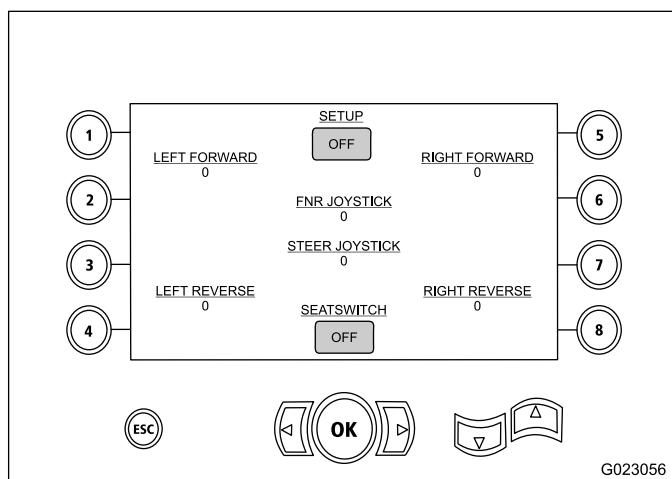 SETUP
OFF
LEFT FORWARD
0
RIGHT FORWARD
0
FNR JOYSTICK
0
STEER JOYSTICK
0
LEFT REVERSE
0
RIGHT REVERSE
0
SEATSWITCH
OFF
1
2
3
4
5
6
7
8
ESC
OK
G023056